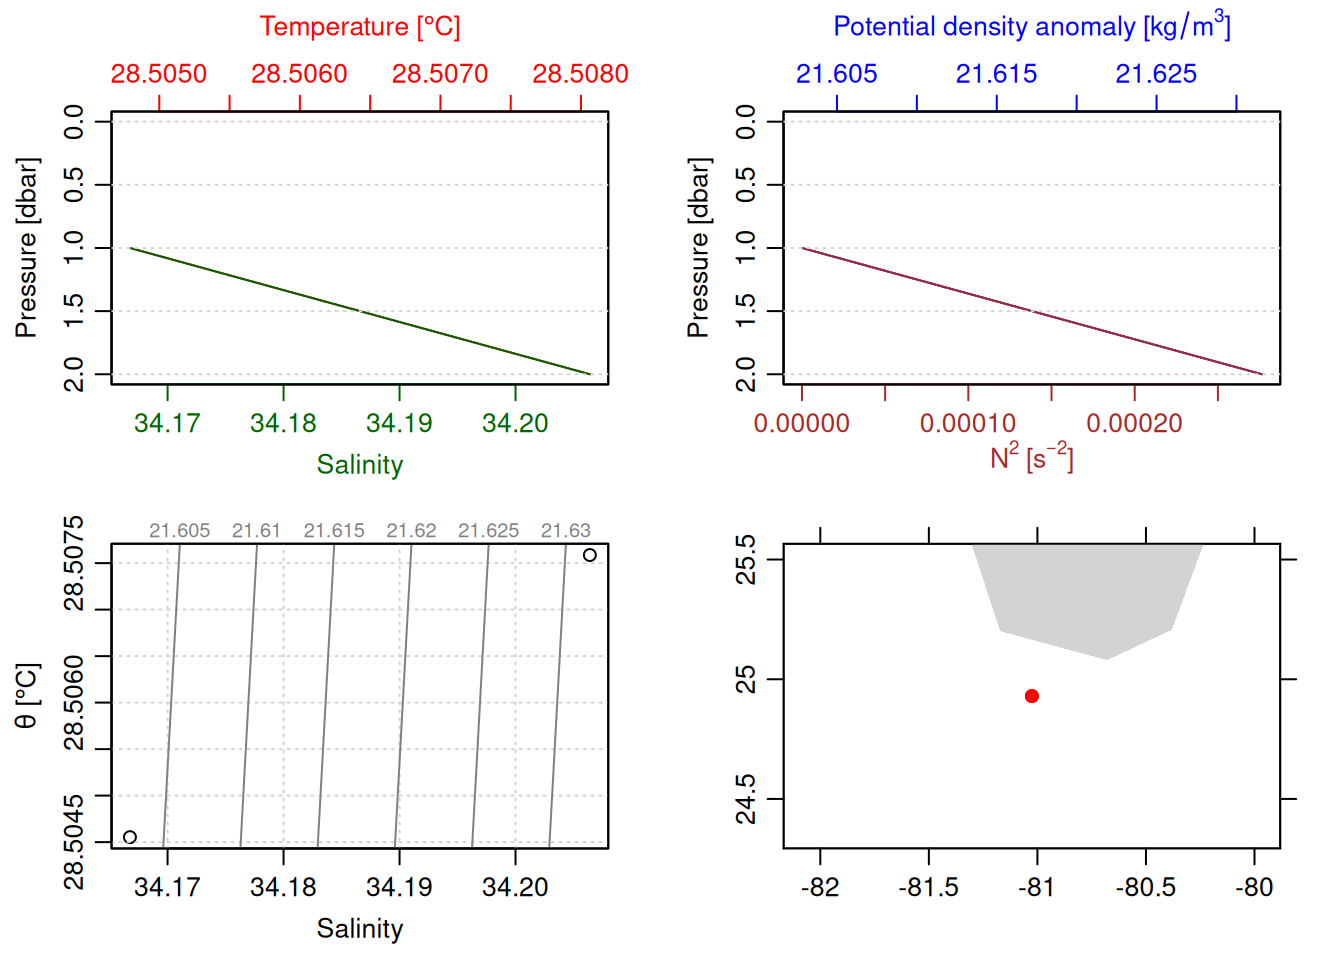 Temperature [°C]
28.5050 28.5060 28.5070 28.5080
Pressure [dbar]
0.0 0.5 1.0 1.5 2.0
34.17 34.18 34.19 34.20
Salinity
Potential density anomaly [kg/m³]
21.605 21.615 21.625
Pressure [dbar]
0.0 0.5 1.0 1.5 2.0
0.00000 0.00010 0.00020
N² [s⁻²]
21.605 21.61 21.615 21.62 21.625 21.63
θ [°C]
28.5045 28.5060 28.5075
34.17 34.18 34.19 34.20
Salinity
25.5
25
24.5
-82 -81.5 -81 -80.5 -80